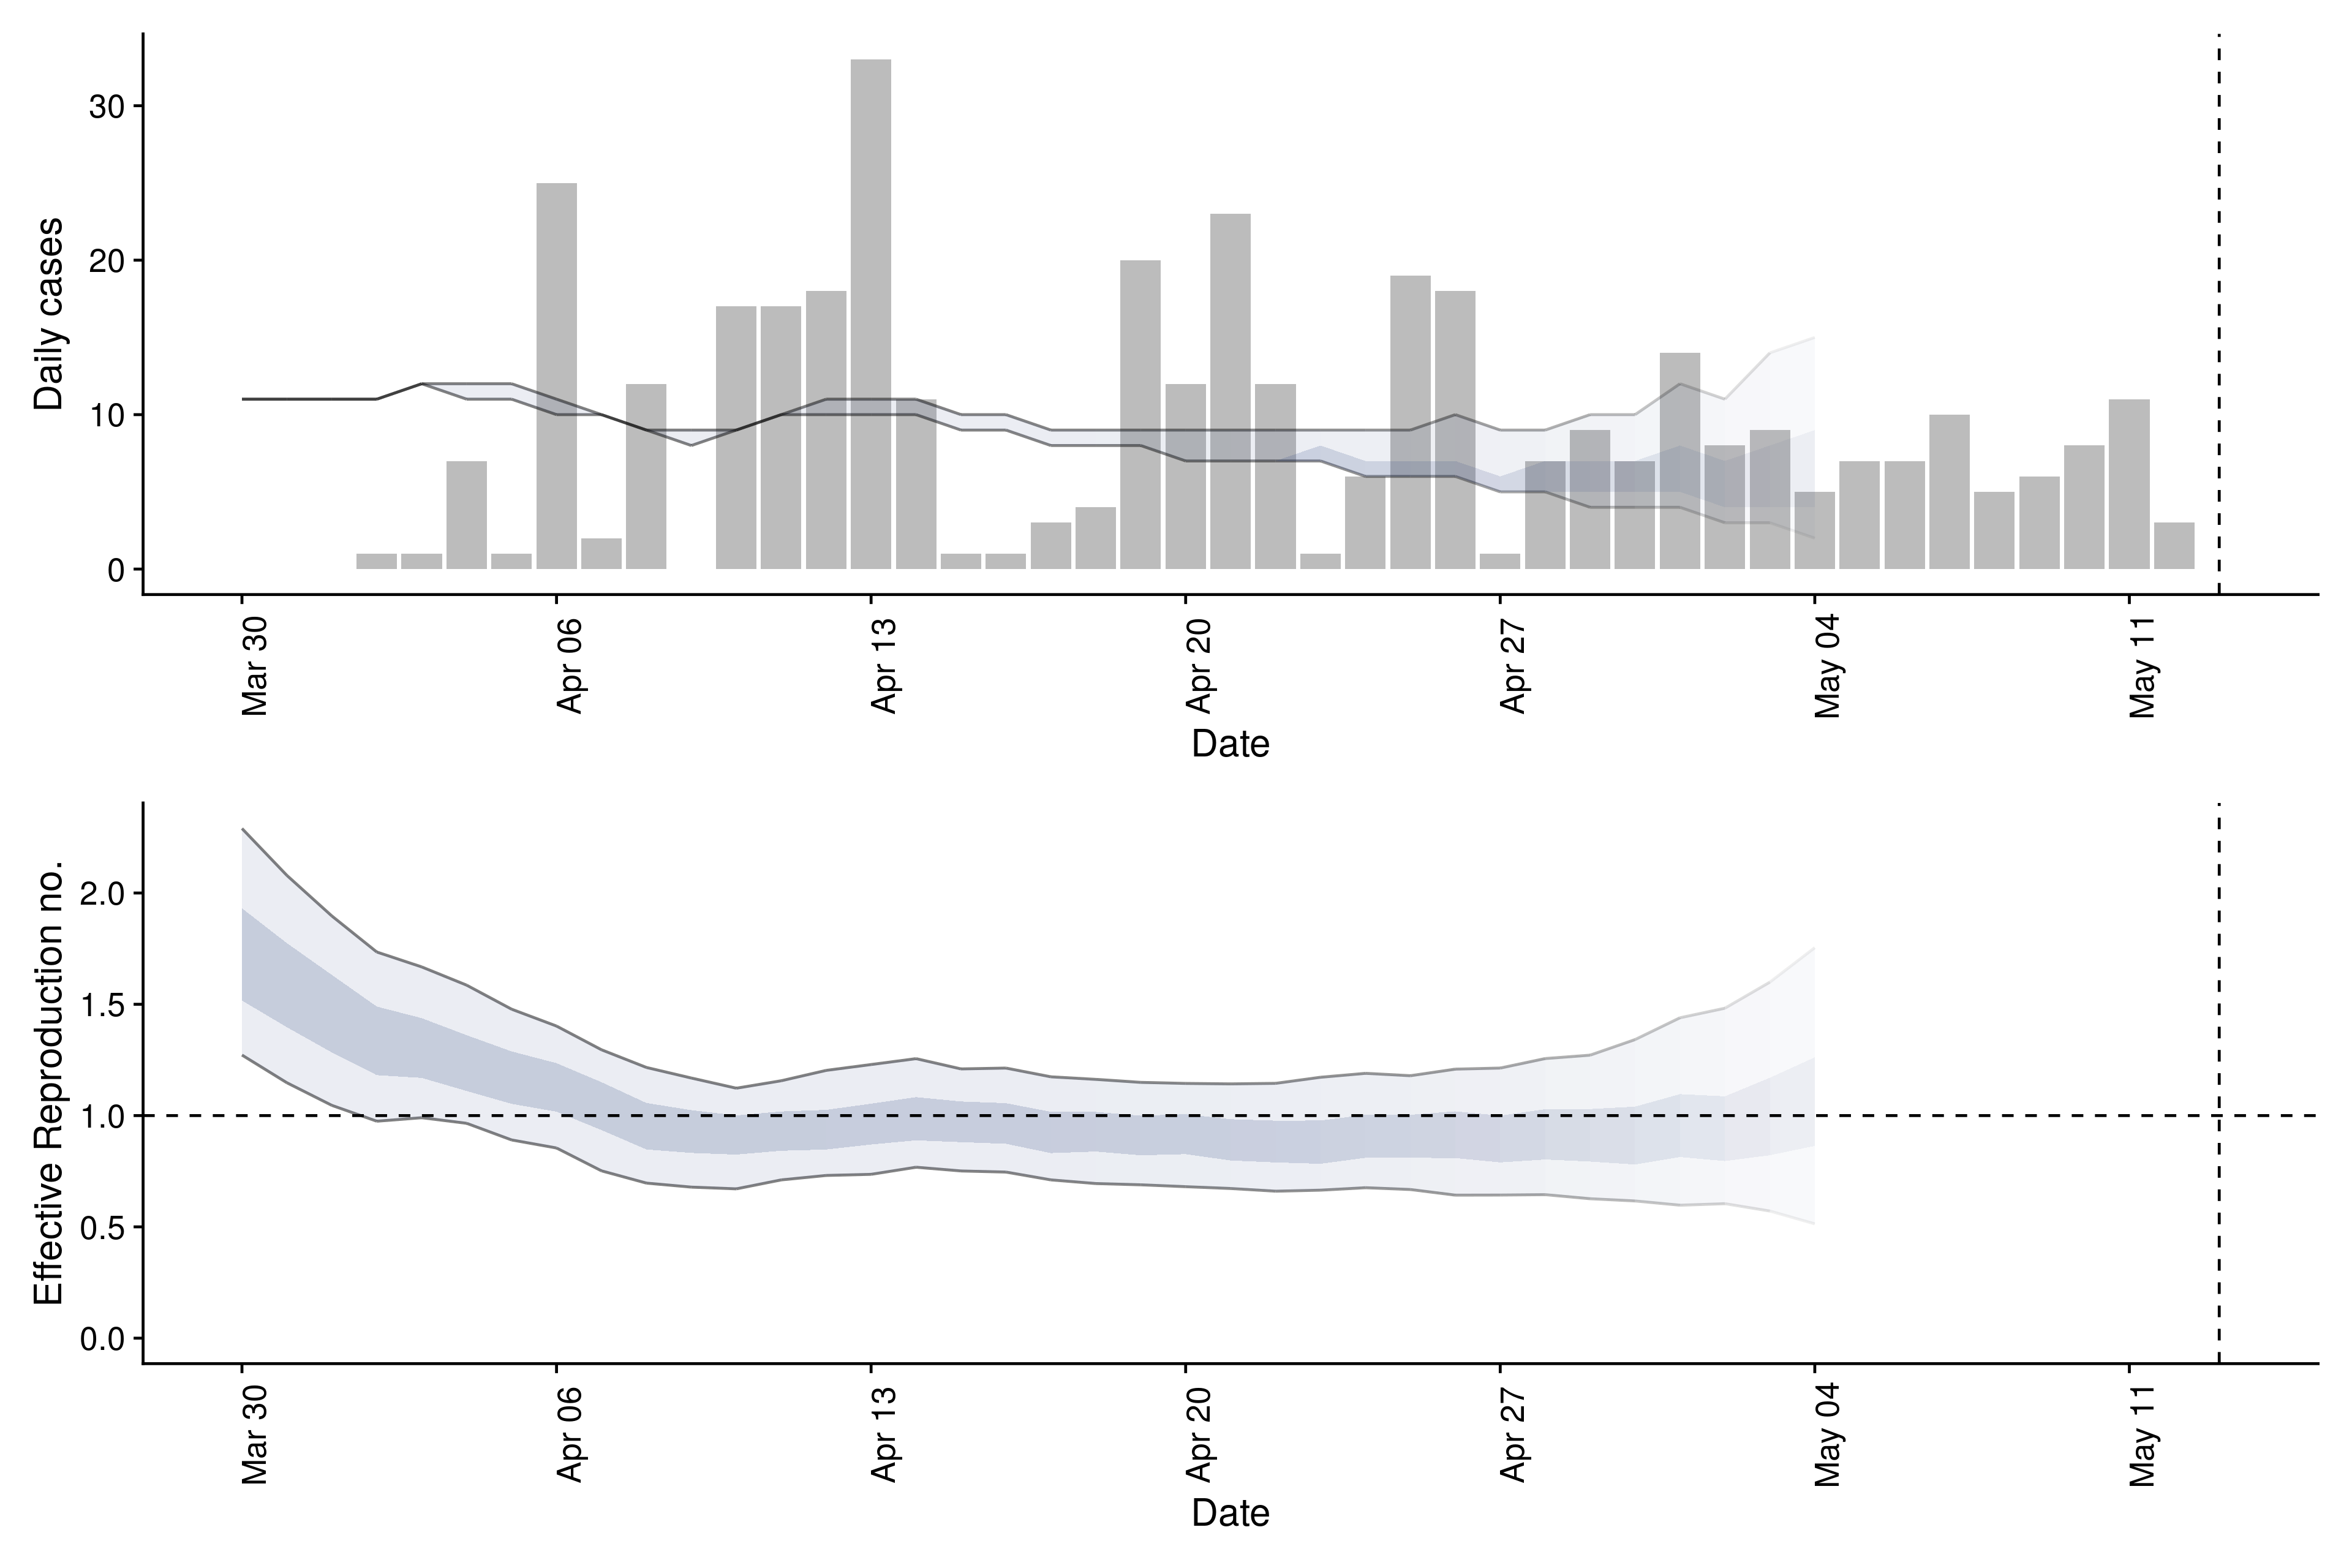 Daily cases
30
20
10
0
Mar 30
Apr 06
Apr 13
Apr 20
Apr 27
May 04
May 11
Date
Effective Reproduction no.
2.0
1.5
1.0
0.5
0.0
Mar 30
Apr 06
Apr 13
Apr 20
Apr 27
May 04
May 11
Date